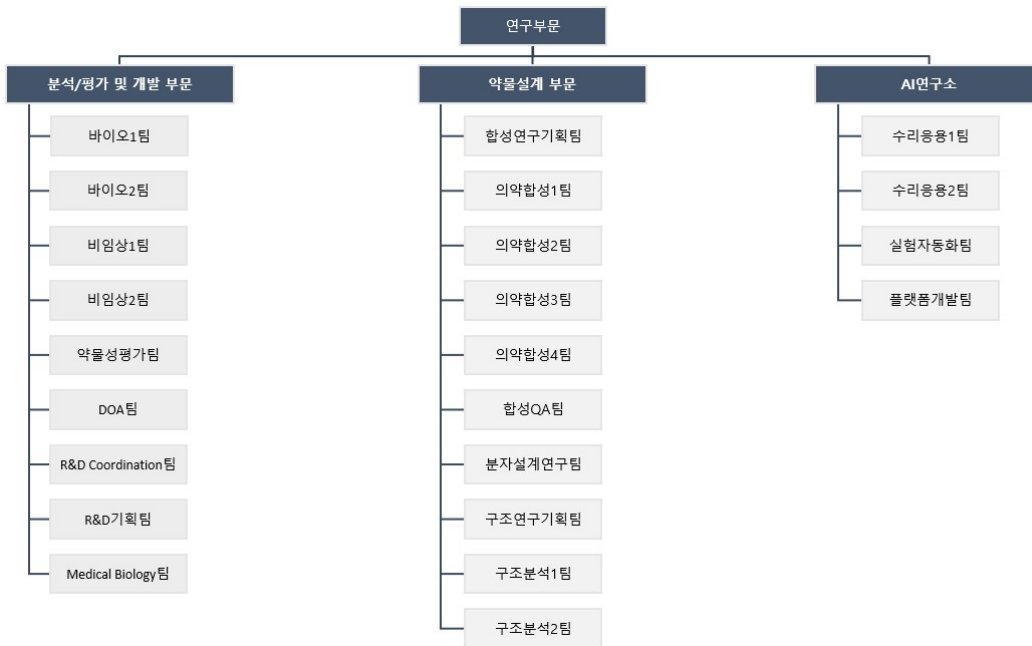 연구부문
분석/평가 및 개발 부문
바이오1팀
바이오2팀
비임상1팀
비임상2팀
약물성평가팀
DOA팀
R&D Coordination팀
R&D기획팀
Medical Biology팀
약물설계 부문
합성연구기획팀
의약합성1팀
의약합성2팀
의약합성3팀
의약합성4팀
합성QA팀
분자설계연구팀
구조연구기획팀
구조분석1팀
구조분석2팀
AI연구소
수리응용1팀
수리응용2팀
실험자동화팀
플랫폼개발팀